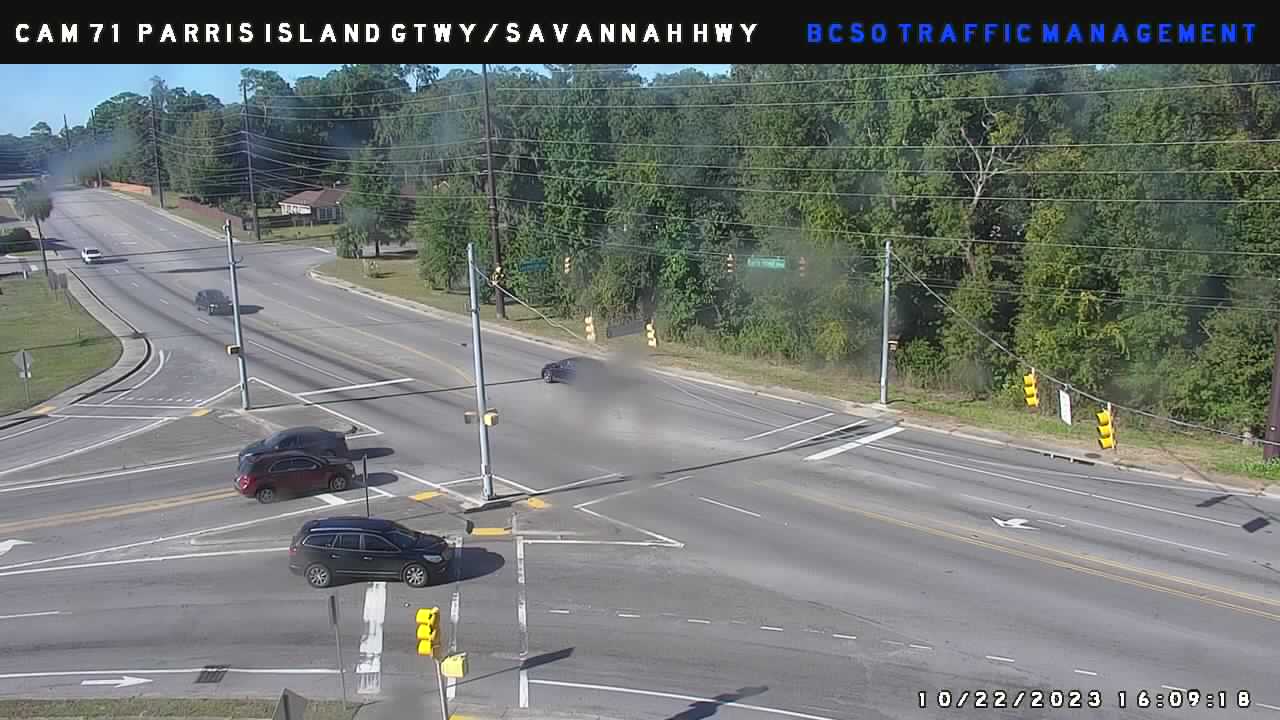 CAM 71 PARRIS ISLAND GTWY/SAVANNAH HWY
BCSO TRAFFIC MANAGEMENT
10/22/2023 16:09:18